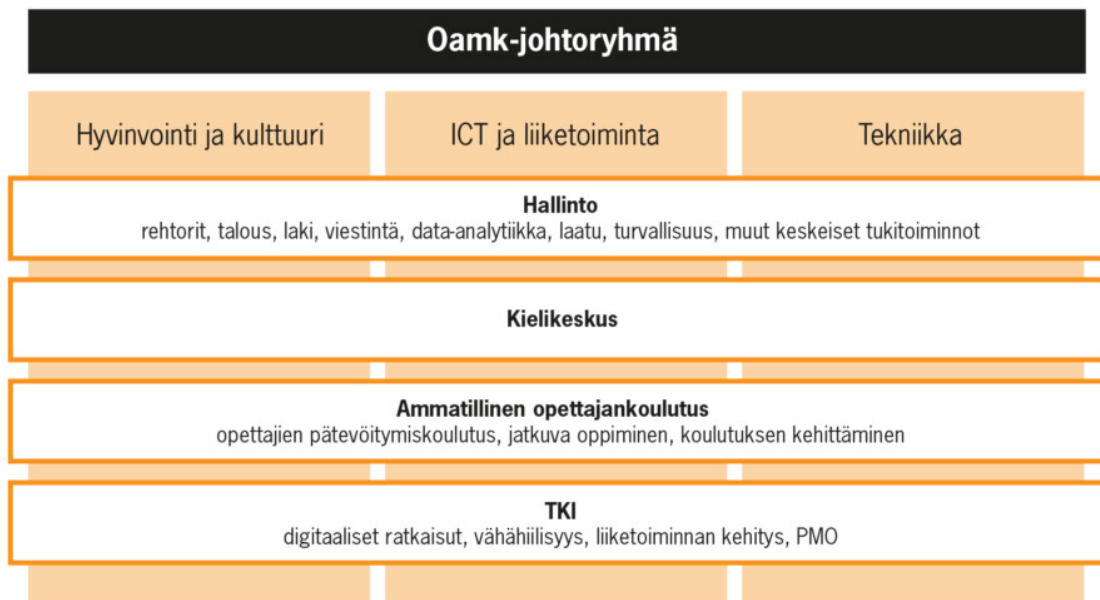 Oamk-johtoryhmä
Hyvinvointi ja kulttuuri
ICT ja liiketoiminta
Tekniikka
Hallinto
rehtorit, talous, laki, viestintä, data-analytiikka, laatu, turvallisuus, muut keskeiset tukitoiminnot
Kielikeskus
Ammatillinen opettajankoulutus
opettajien pätevöitymiskoulutus, jatkuva oppiminen, koulutuksen kehittäminen
TKI
digitaaliset ratkaisut, vähähiilisyys, liiketoiminnan kehitys, PMO